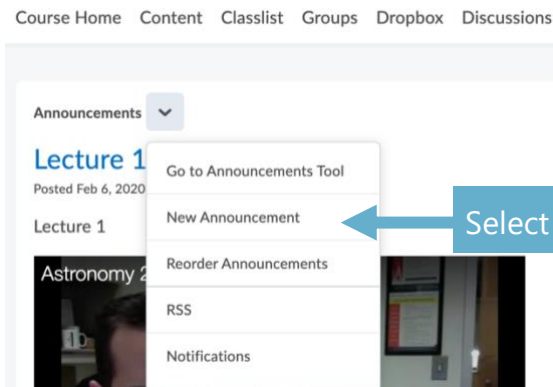 Course Home Content Classlist Groups Dropbox Discussions
Announcements
Lecture 1
Posted Feb 6, 2020
Lecture 1
Astronomy 2
Go to Announcements Tool
New Announcement
Reorder Announcements
RSS
Notifications
Select